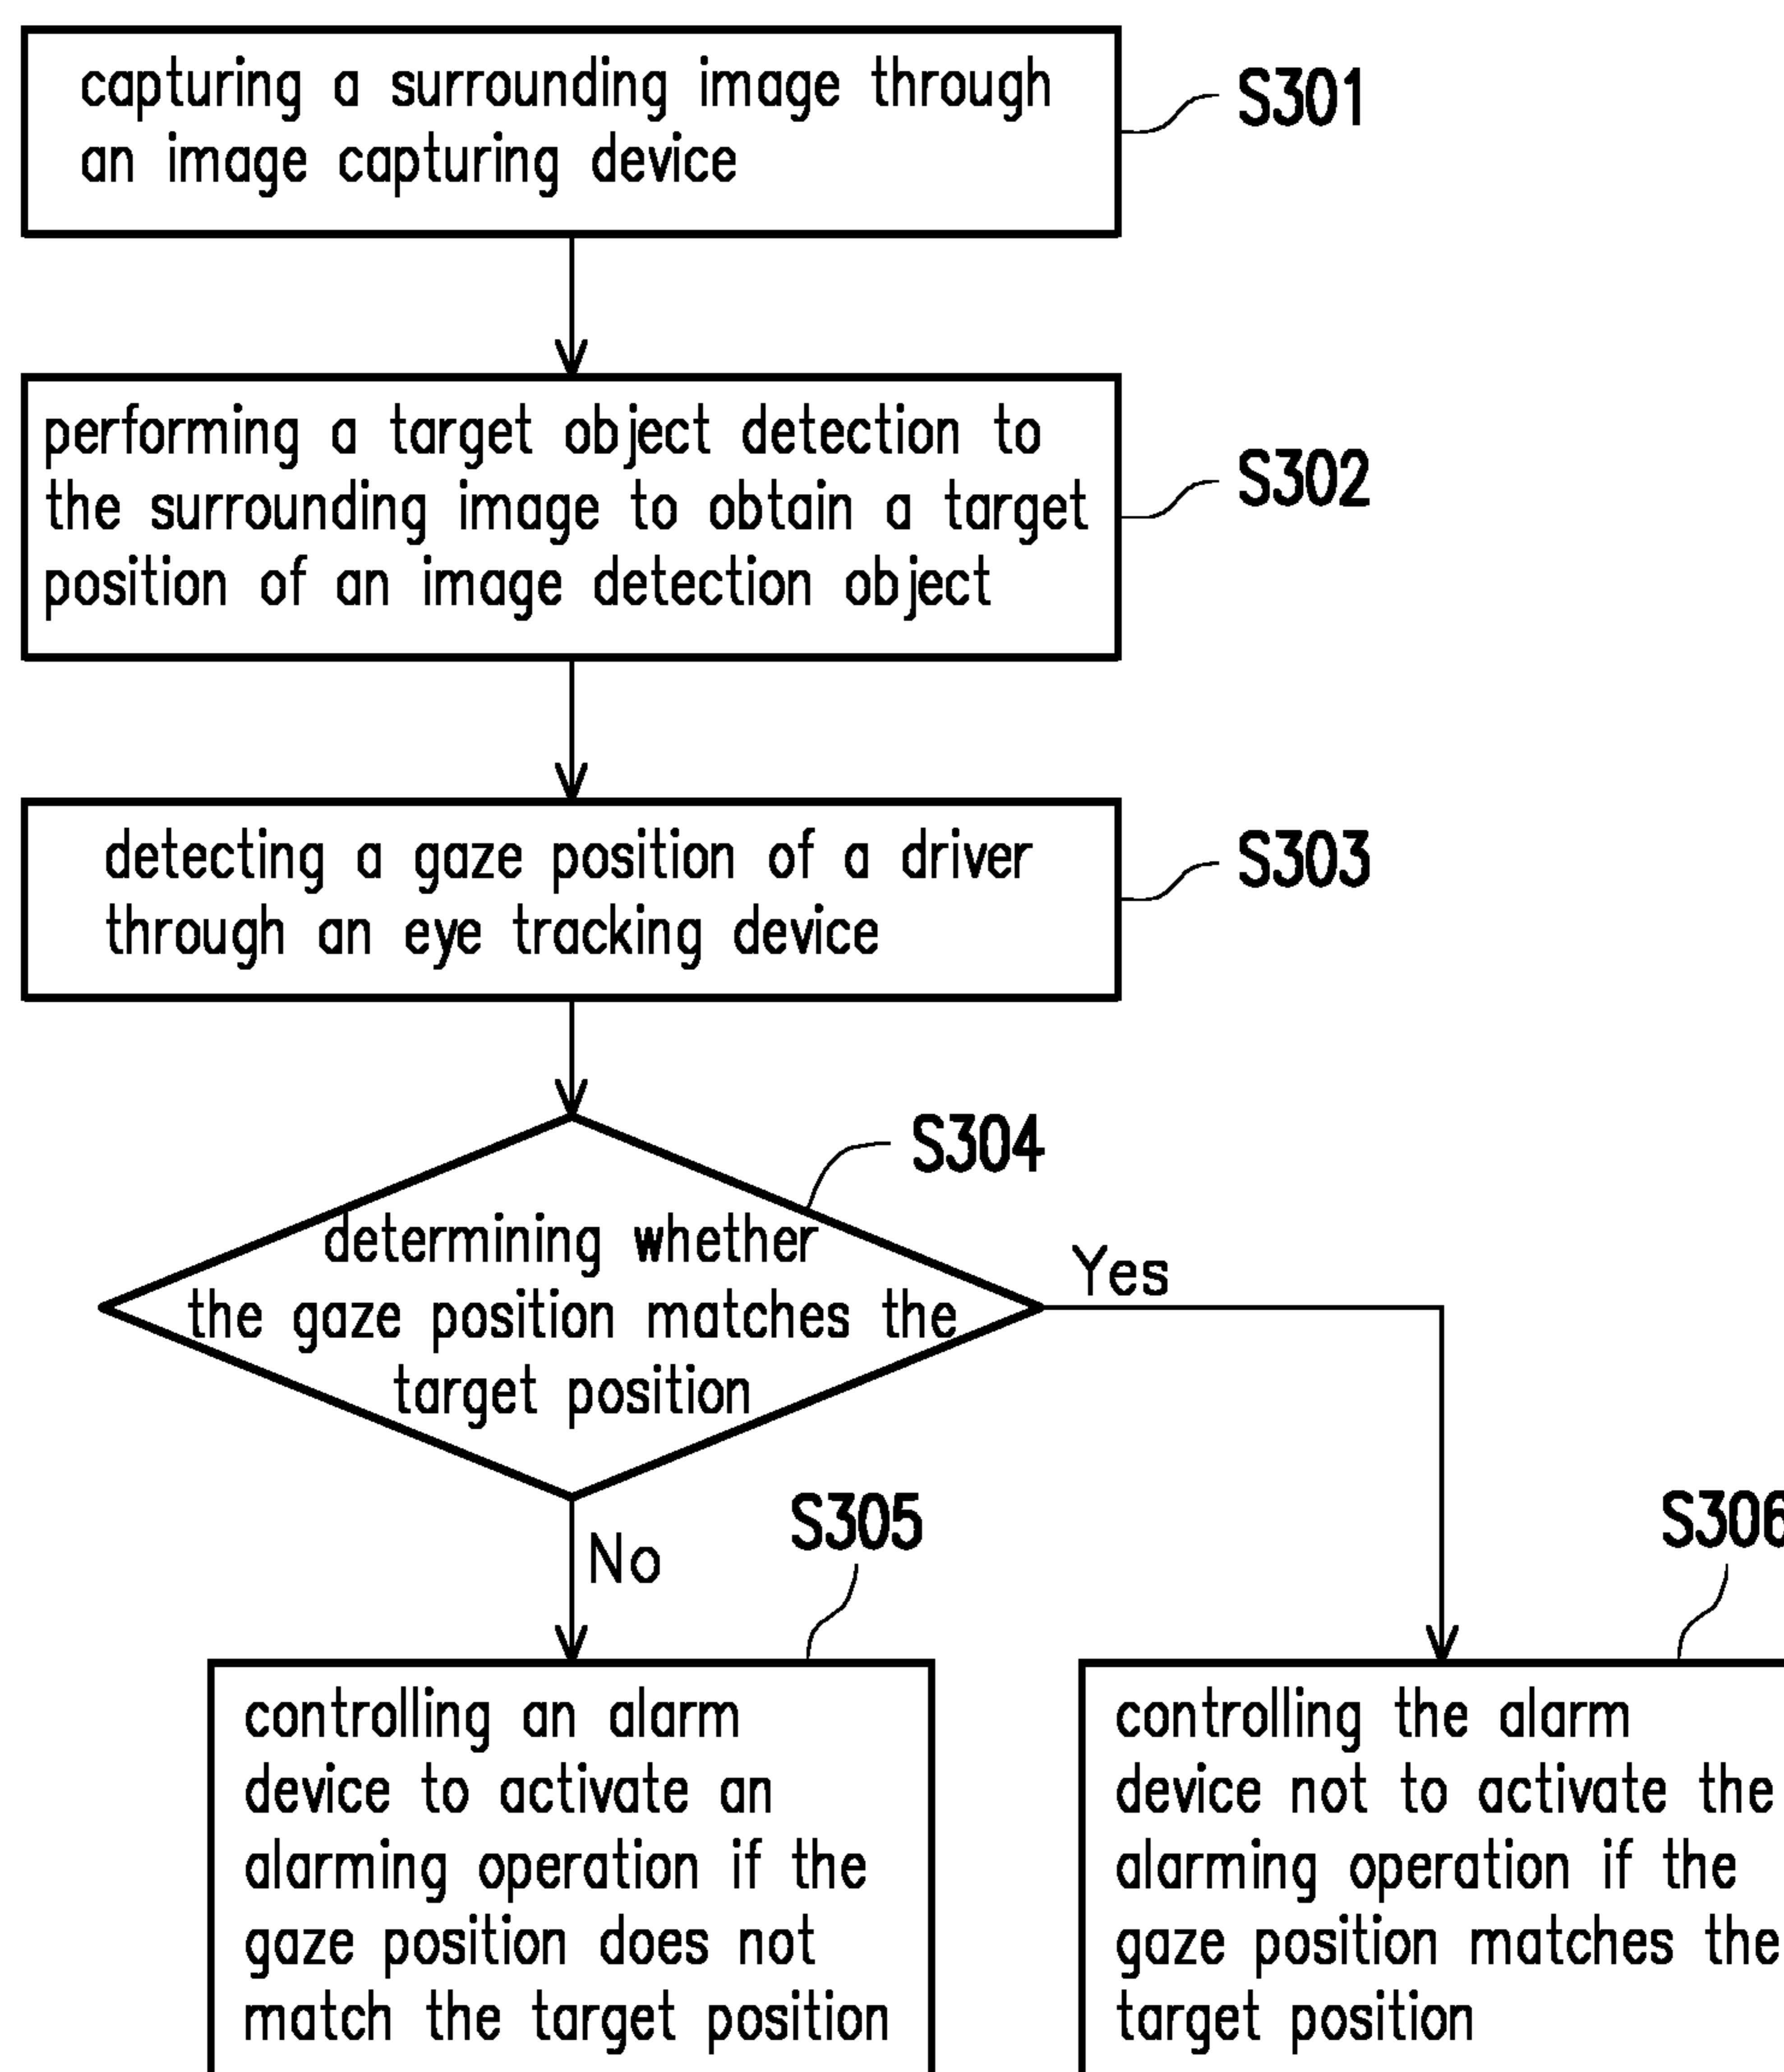 capturing a surrounding image through
an image capturing device
S301
performing a target object detection to
the surrounding image to obtain a target
position of an image detection object
S302
detecting a gaze position of a driver
through an eye tracking device
S303
S304
determining whether
the gaze position matches the
target position
Yes
No
S305
controlling an alarm
device to activate an
alarming operation if the
gaze position does not
match the target position
S306
controlling the alarm
device not to activate the
alarming operation if the
gaze position matches the
target position